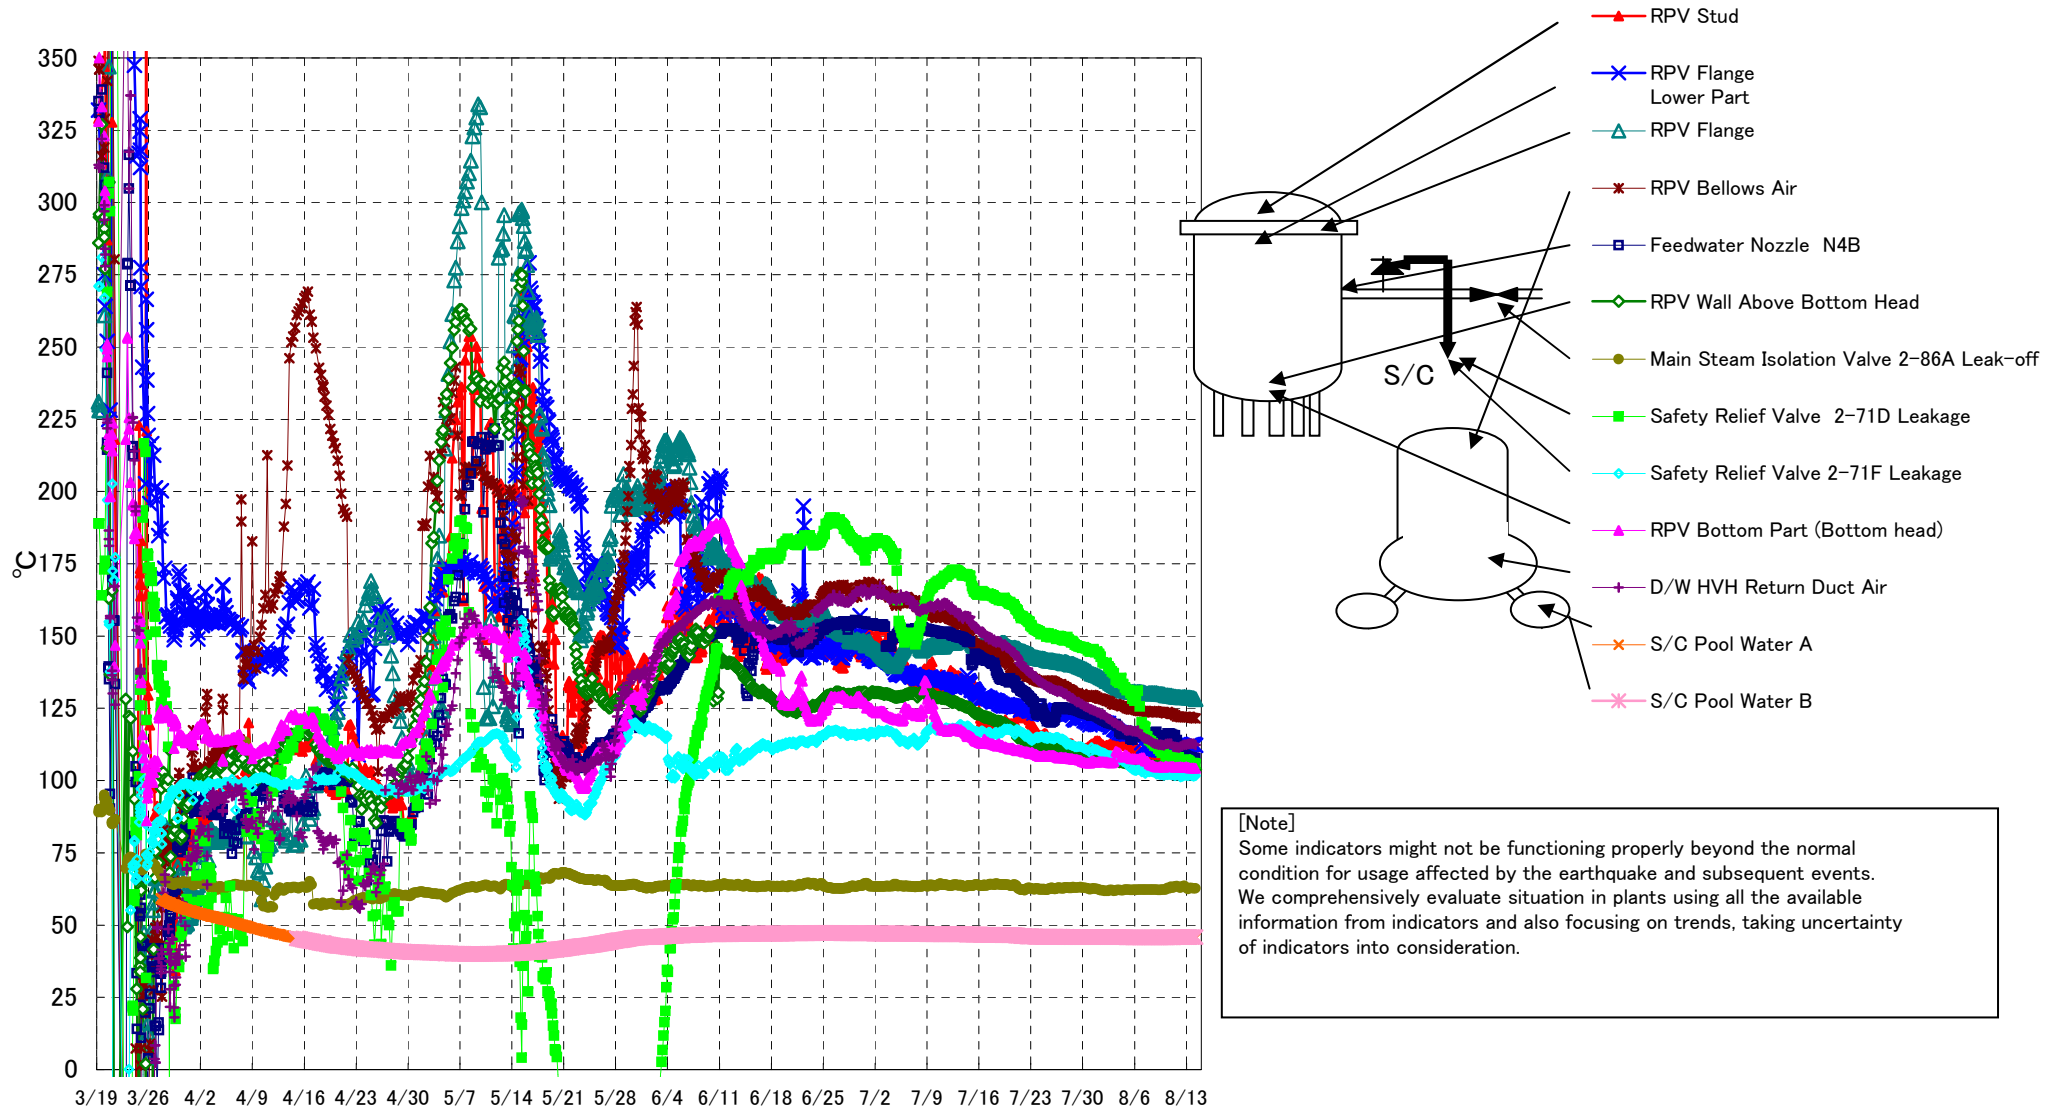 350
325
300
275
250
225
200
175
150
125
100
75
50
25
0
℃
3/19 3/26 4/2 4/9 4/16 4/23 4/30 5/7 5/14 5/21 5/28 6/4 6/11 6/18 6/25 7/2 7/9 7/16 7/23 7/30 8/6 8/13
RPV Stud
RPV Flange
Lower Part
RPV Flange
RPV Bellows Air
Feedwater Nozzle N4B
RPV Wall Above Bottom Head
Main Steam Isolation Valve 2-86A Leak-off
Safety Relief Valve 2-71D Leakage
Safety Relief Valve 2-71F Leakage
RPV Bottom Part (Bottom head)
D/W HVH Return Duct Air
S/C Pool Water A
S/C Pool Water B
S/C
[Note]
Some indicators might not be functioning properly beyond the normal
condition for usage affected by the earthquake and subsequent events.
We comprehensively evaluate situation in plants using all the available
information from indicators and also focusing on trends, taking uncertainty
of indicators into consideration.